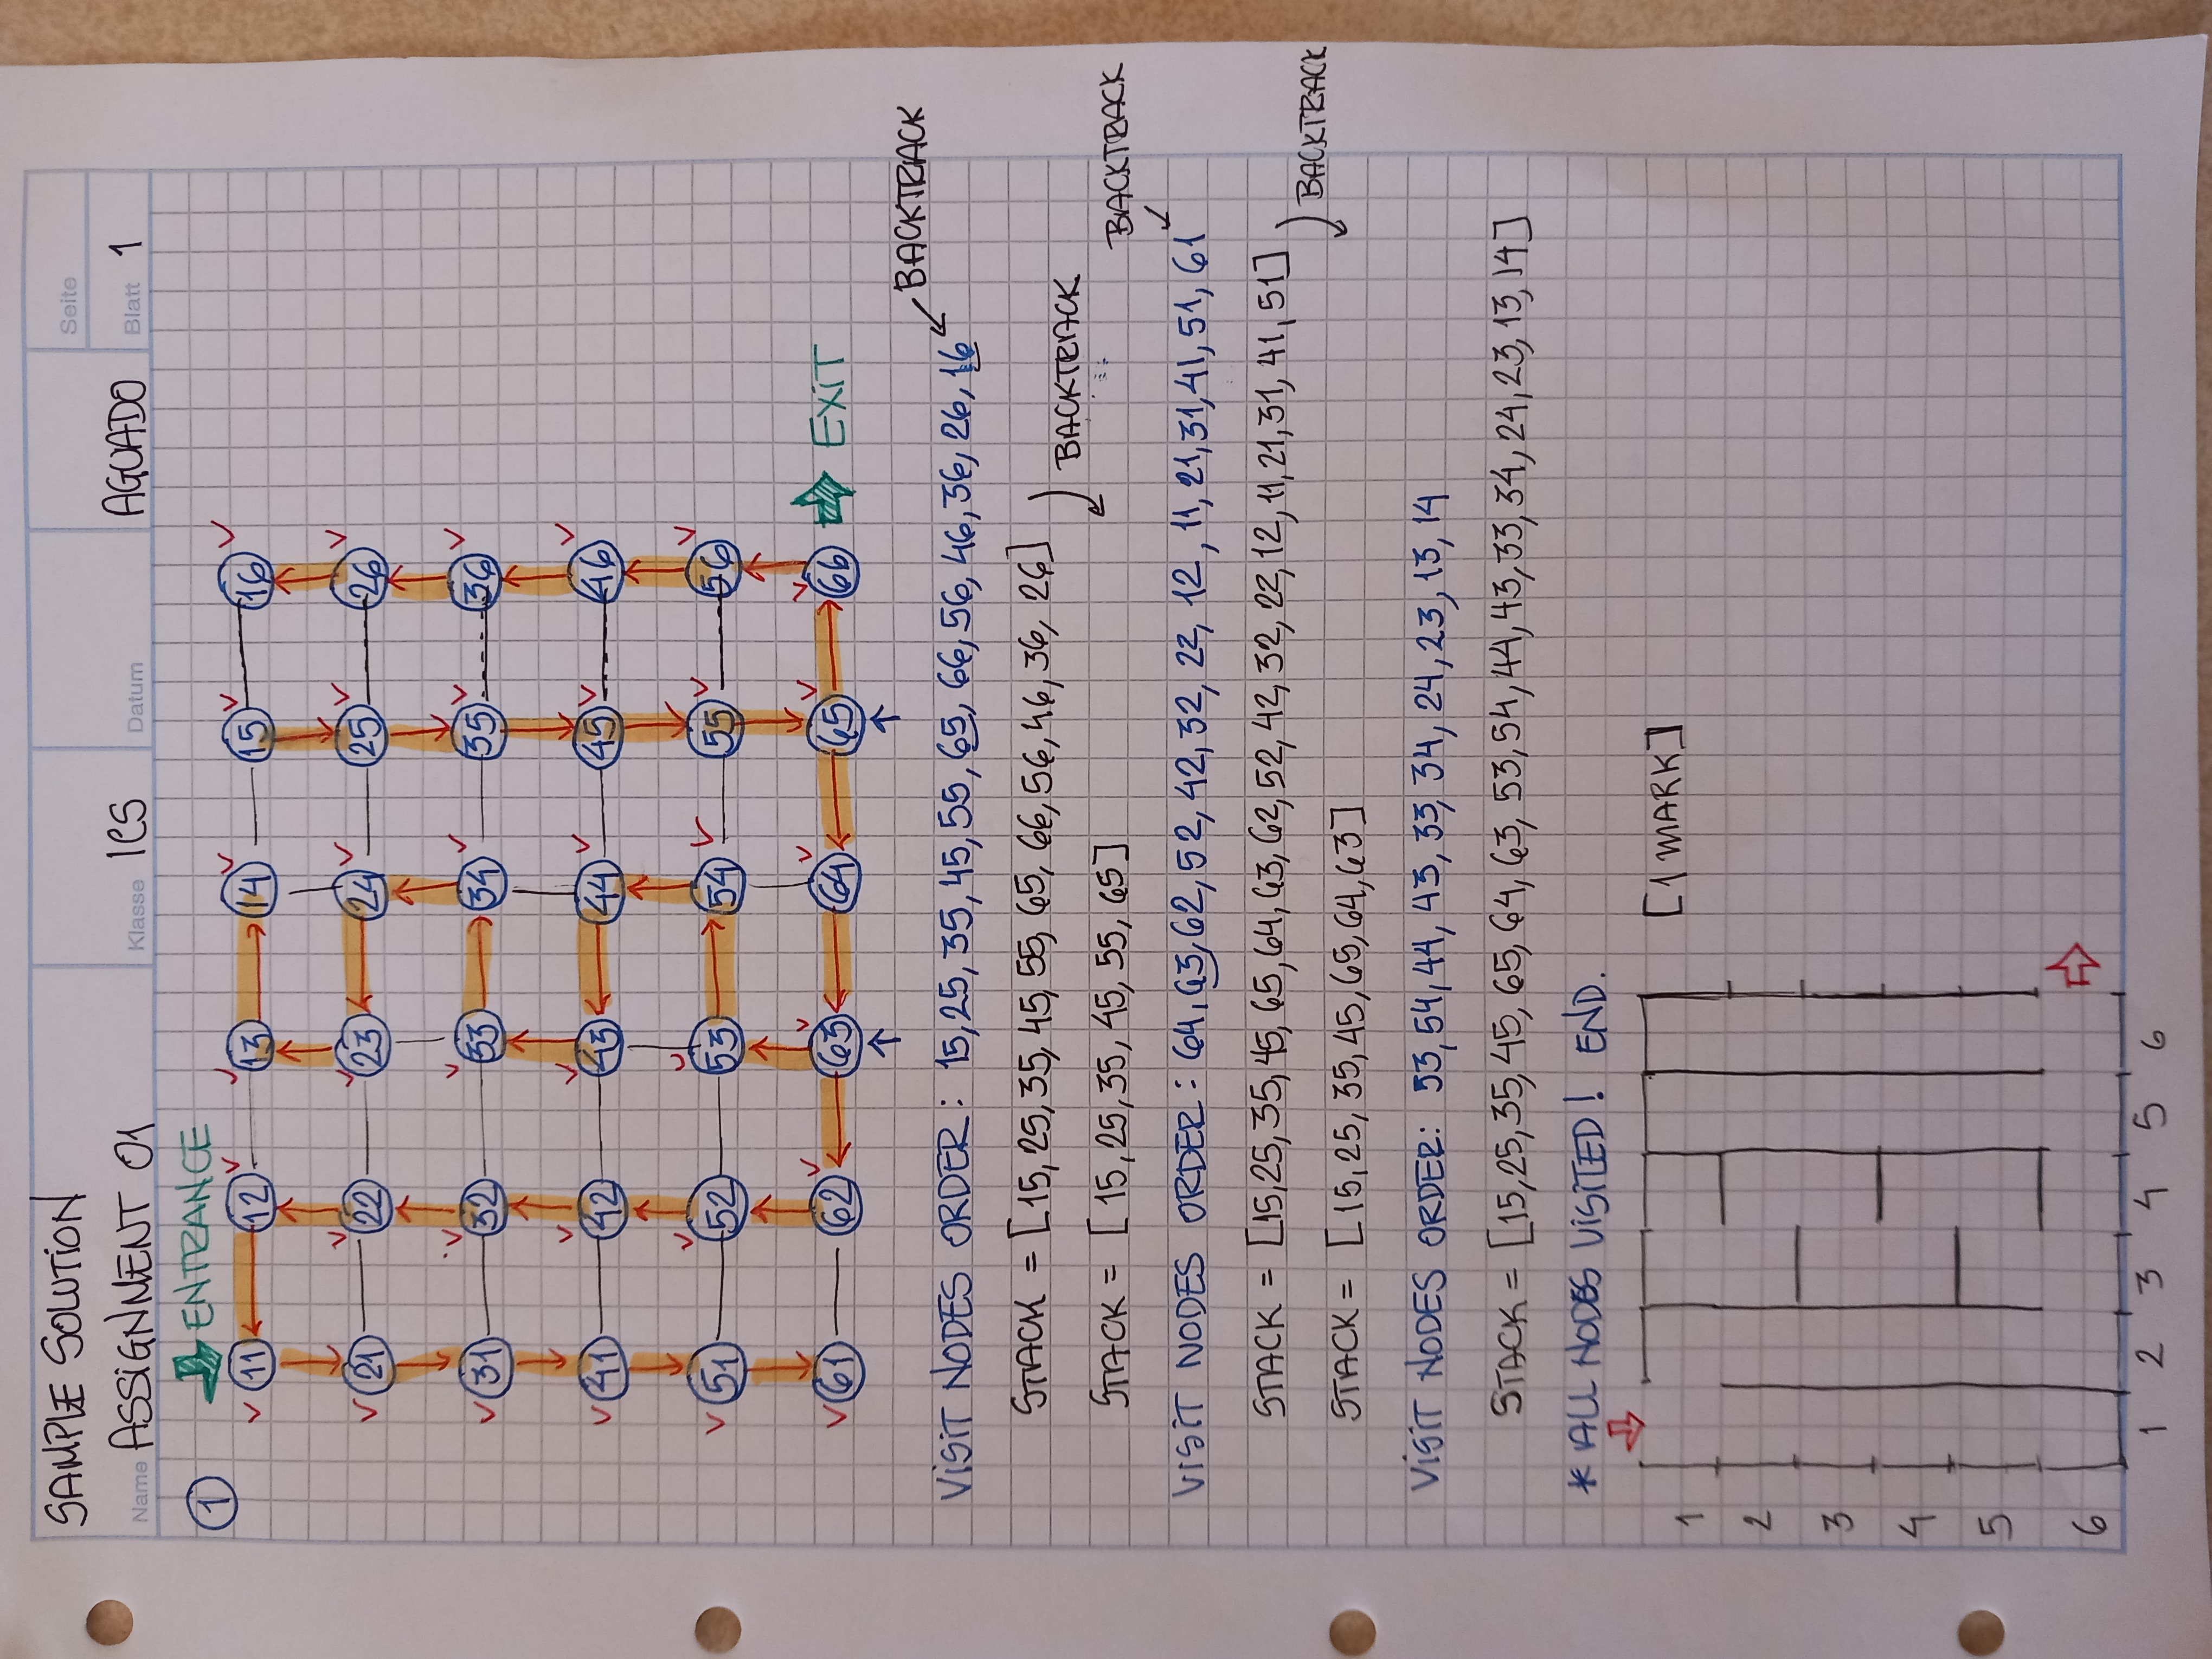 SAMPLE SOLUTION
Seite
Name ASSIGNMENT 01 Klasse ICS Datum AGUADO Blatt 1
1 ENTRANCE
11 12 13 14 15 16
21 22 23 24 25 26
31 32 33 34 35 36
41 42 43 44 45 46
51 52 53 54 55 56
61 62 63 64 65 66 EXIT
BACKTRACK
VISIT NODES ORDER: 15, 25, 35, 45, 55, 65, 66, 56, 46, 36, 26, 16
STACK = [15, 25, 35, 45, 55, 65, 66, 56, 46, 36, 26]
BACKTRACK
STACK = [15, 25, 35, 45, 55, 65]
BACKTRACK
VISIT NODES ORDER: 64, 63, 62, 52, 42, 32, 22, 12, 11, 21, 31, 41, 51, 61
STACK = [15, 25, 35, 45, 65, 64, 63, 62, 52, 42, 32, 22, 12, 11, 21, 31, 41, 51]
BACKTRACK
STACK = [15, 25, 35, 45, 65, 64, 63]
VISIT NODES ORDER: 53, 54, 44, 43, 33, 34, 24, 23, 13, 14
STACK = [15, 25, 35, 45, 65, 64, 63, 53, 54, 44, 43, 33, 34, 24, 23, 13, 14]
* ALL NODES VISITED! END.
[1 MARK]
1
2
3
4
5
6
1 2 3 4 5 6